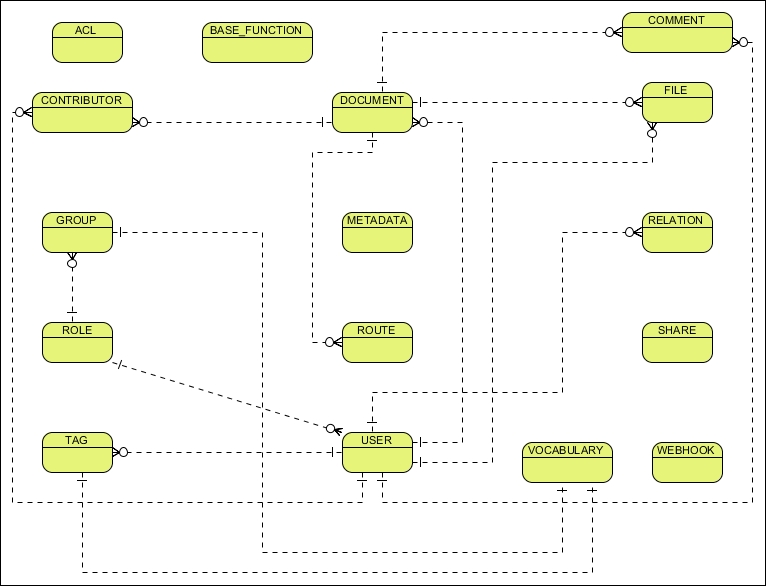 COMMENT
ACL
BASE_FUNCTION
FILE
CONTRIBUTOR
DOCUMENT
GROUP
METADATA
RELATION
ROLE
ROUTE
SHARE
TAG
USER
VOCABULARY
WEBHOOK